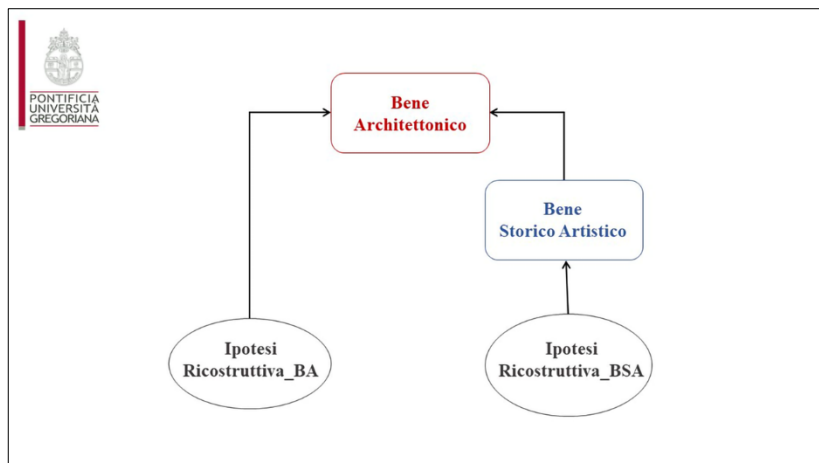 PONTIFICIA
UNIVERSITÀ
GREGORIANA
Bene
Architettonico
Bene
Storico Artistico
Ipotesi
Ricostruttiva_BA
Ipotesi
Ricostruttiva_BSA